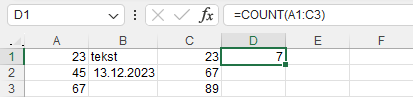 D1 fx =COUNT(A1:C3)
A B C D E F
1 23 tekst 23 7
2 45 13.12.2023 67
3 67 89